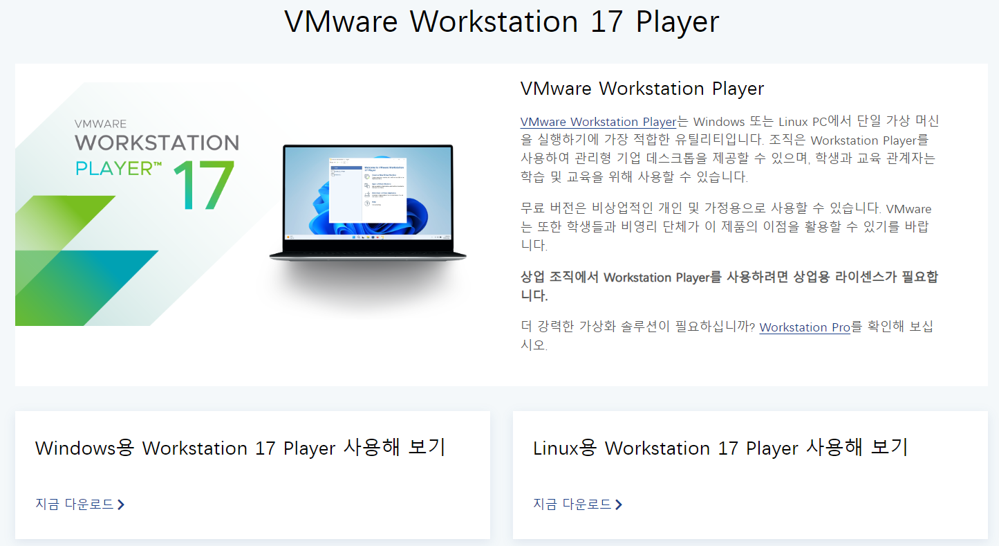 VMware Workstation 17 Player
VMWARE
WORKSTATION
PLAYER™
17
VMware Workstation Player
VMware Workstation Player는 Windows 또는 Linux PC에서 단일 가상 머신
을 실행하기에 가장 적합한 유틸리티입니다. 조직은 Workstation Player를
사용하여 관리형 기업 데스크톱을 제공할 수 있으며, 학생과 교육 관계자는
학습 및 교육을 위해 사용할 수 있습니다.
무료 버전은 비상업적인 개인 및 가정용으로 사용할 수 있습니다. VMware
는 또한 학생들과 비영리 단체가 이 제품의 이점을 활용할 수 있기를 바랍
니다.
상업 조직에서 Workstation Player를 사용하려면 상업용 라이센스가 필요합
니다.
더 강력한 가상화 솔루션이 필요하십니까? Workstation Pro를 확인해 보십
시오.
Windows용 Workstation 17 Player 사용해 보기
지금 다운로드
Linux용 Workstation 17 Player 사용해 보기
지금 다운로드